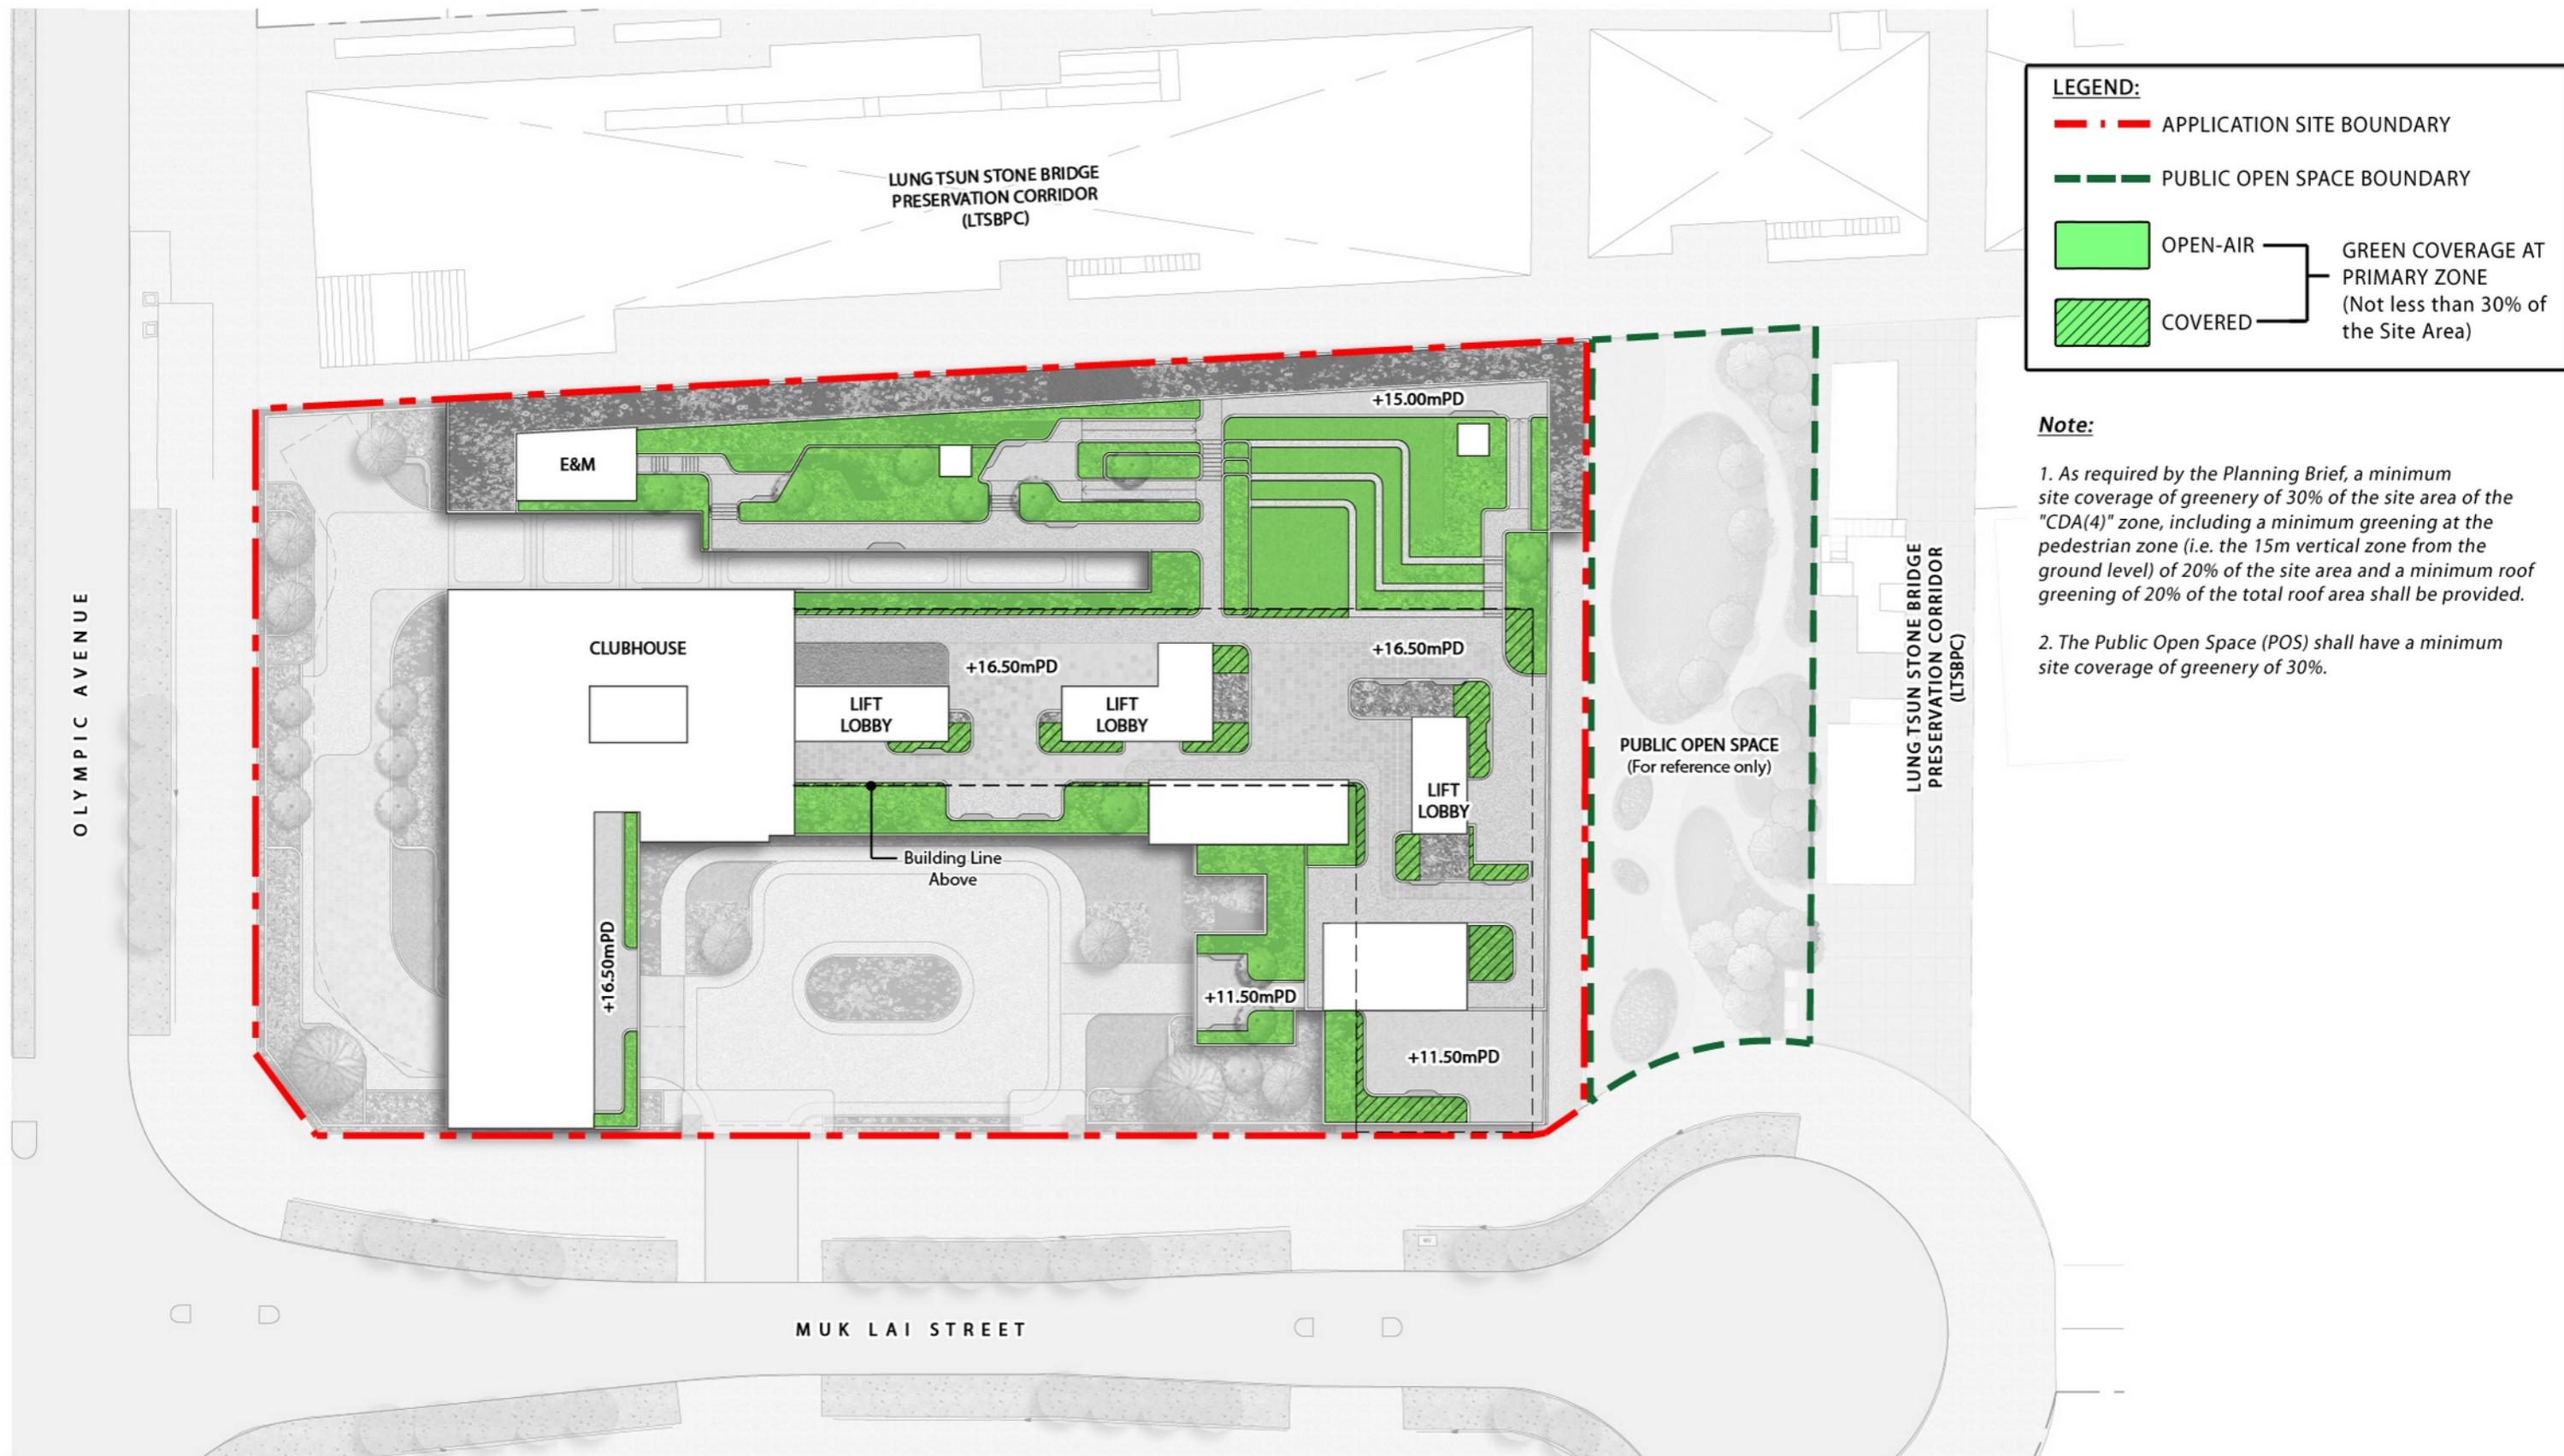 LUNG TSUN STONE BRIDGE
PRESERVATION CORRIDOR
(LTSBPC)
LEGEND:
APPLICATION SITE BOUNDARY
PUBLIC OPEN SPACE BOUNDARY
OPEN-AIR
COVERED
GREEN COVERAGE AT
PRIMARY ZONE
(Not less than 30% of
the Site Area)
Note:
1. As required by the Planning Brief, a minimum
site coverage of greenery of 30% of the site area of the
"CDA(4)" zone, including a minimum greening at the
pedestrian zone (i.e. the 15m vertical zone from the
ground level) of 20% of the site area and a minimum roof
greening of 20% of the total roof area shall be provided.
2. The Public Open Space (POS) shall have a minimum
site coverage of greenery of 30%.
+15.00mPD
E&M
OLYMPIC AVENUE
CLUBHOUSE
+16.50mPD
+16.50mPD
LIFT
LOBBY
LIFT
LOBBY
LIFT
LOBBY
PUBLIC OPEN SPACE
(For reference only)
LUNG TSUN STONE BRIDGE
PRESERVATION CORRIDOR
(LTSBPC)
Building Line
Above
+16.50mPD
+11.50mPD
+11.50mPD
MUK LAI STREET